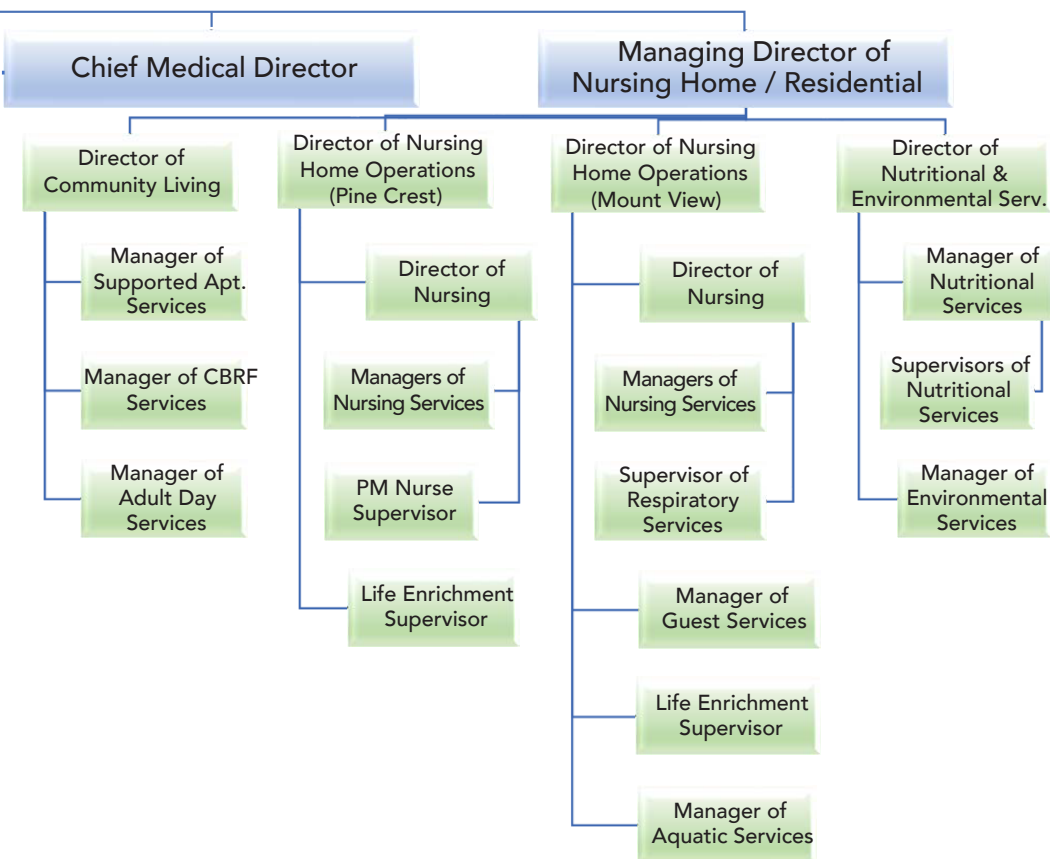 Chief Medical Director
Managing Director of
Nursing Home / Residential
Director of
Community Living
Manager of
Supported Apt.
Services
Manager of CBRF
Services
Manager of
Adult Day
Services
Director of Nursing
Home Operations
(Pine Crest)
Director of
Nursing
Managers of
Nursing Services
PM Nurse
Supervisor
Life Enrichment
Supervisor
Director of Nursing
Home Operations
(Mount View)
Director of
Nursing
Managers of
Nursing Services
Supervisor of
Respiratory
Services
Manager of
Guest Services
Life Enrichment
Supervisor
Manager of
Aquatic Services
Director of
Nutritional &
Environmental Serv.
Manager of
Nutritional
Services
Supervisors of
Nutritional
Services
Manager of
Environmental
Services